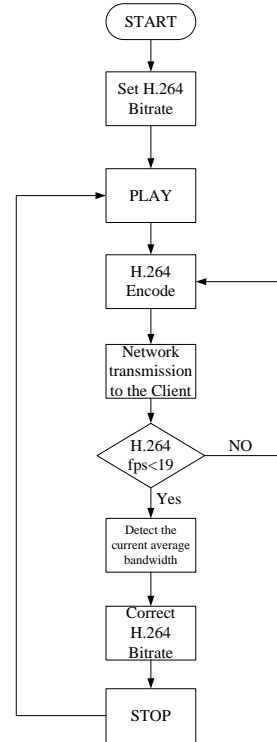 START
Set H.264
Bitrate
PLAY
H.264
Encode
Network
transmission
to the Client
H.264
fps<19
NO
Yes
Detect the
current average
bandwidth
Correct
H.264
Bitrate
STOP